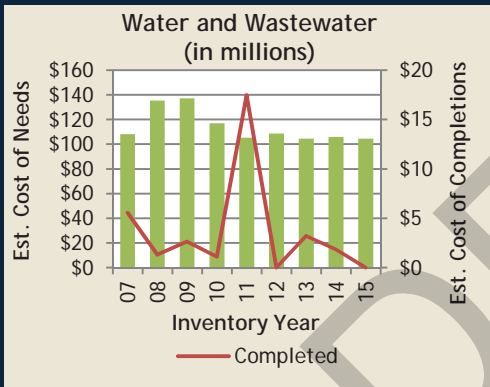 Water and Wastewater
(in millions)
Est. Cost of Needs
$160
$140
$120
$100
$80
$60
$40
$20
$0
$20
$15
$10
$5
$0
Est. Cost of Completions
07 08 09 10 11 12 13 14 15
Inventory Year
Completed